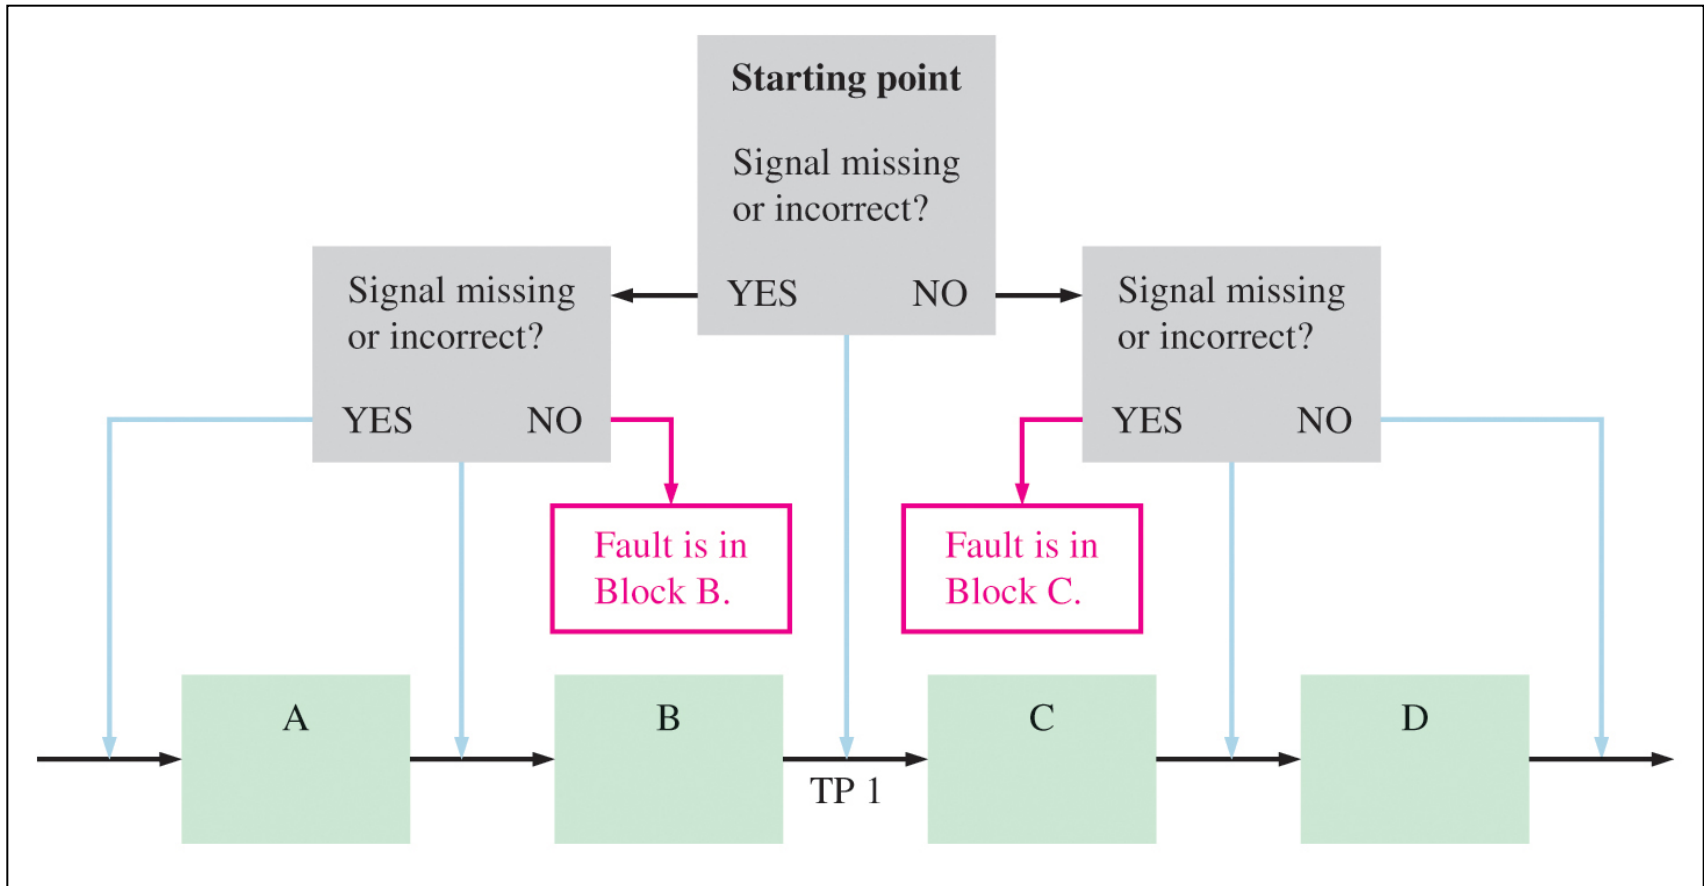 Starting point
Signal missing
or incorrect?
YES NO
Signal missing
or incorrect?
YES NO
Signal missing
or incorrect?
YES NO
Fault is in
Block B.
Fault is in
Block C.
A
B
C
D
TP 1